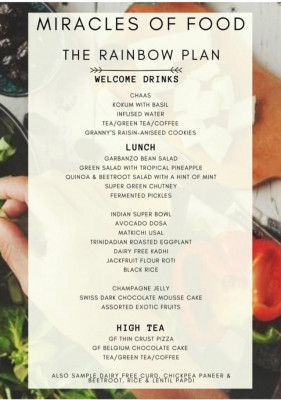 MIRACLES OF FOOD
THE RAINBOW PLAN
WELCOME DRINKS
CHAAS
KOKUM WITH BASIL
INFUSED WATER
TEA/GREEN TEA/COFFEE
GRANNY'S RAISIN-ANISEED COOKIES
LUNCH
GARBANZO BEAN SALAD
GREEN SALAD WITH TROPICAL PINEAPPLE
QUINOA & BEETROOT SALAD WITH A HINT OF MINT
SUPER GREEN CHUTNEY
FERMENTED PICKLES
INDIAN SUPER BOWL
AVOCADO DOSA
MATKICHI USAL
TRINIDADIAN ROASTED EGGPLANT
DAIRY FREE KADHI
JACKFRUIT FLOUR ROTI
BLACK RICE
CHAMPAGNE JELLY
SWISS DARK CHOCOLATE MOUSSE CAKE
ASSORTED EXOTIC FRUITS
HIGH TEA
GF THIN CRUST PIZZA
GF BELGIUM CHOCOLATE CAKE
TEA/GREEN TEA/COFFEE
ALSO SAMPLE DAIRY FREE CURD, CHICKPEA PANEER &
BEETROOT, RICE & LENTIL PAPDI